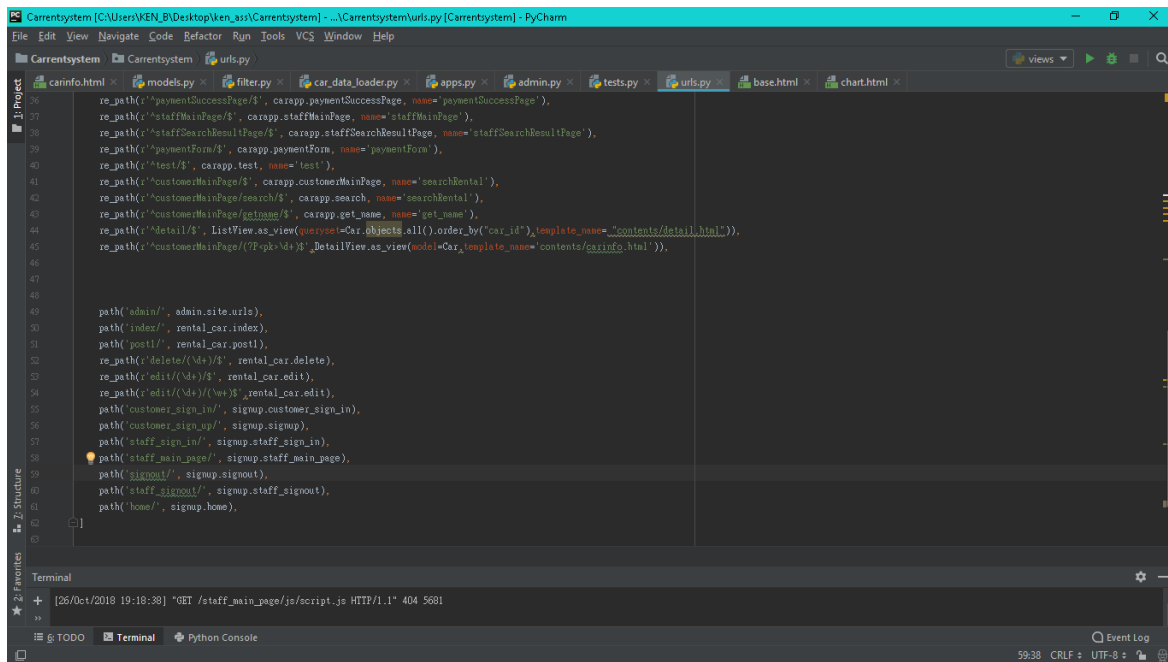 Carrentsystem [C:\Users\KEN_B\Desktop\ken_ass\Carrentsystem] - ...\Carrentsystem\urls.py [Carrentsystem] - PyCharm
File Edit View Navigate Code Refactor Run Tools VCS Window Help
Carrentsystem Carrentsystem urls.py views
carinfo.html models.py filter.py car_data_loader.py apps.py admin.py tests.py urls.py base.html chart.html
1: Project
36 re_path(r'^paymentSuccessPage/$', carapp.paymentSuccessPage, name='paymentSuccessPage'),
37 re_path(r'^staffMainPage/$', carapp.staffMainPage, name='staffMainPage'),
38 re_path(r'^staffSearchResultPage/$', carapp.staffSearchResultPage, name='staffSearchResultPage'),
39 re_path(r'^paymentForm/$', carapp.paymentForm, name='paymentForm'),
40 re_path(r'^test/$', carapp.test, name='test'),
41 re_path(r'^customerMainPage/$', carapp.customerMainPage, name='searchRental'),
42 re_path(r'^customerMainPage/search/$', carapp.search, name='searchRental'),
43 re_path(r'^customerMainPage/getname/$', carapp.get_name, name='get_name'),
44 re_path(r'^detail/$', ListView.as_view(queryset=Car.objects.all().order_by("car_id"),template_name= "contents/detail.html")),
45 re_path(r'^customerMainPage/(?P<pk>\d+)$',DetailView.as_view(model=Car,template_name='contents/carinfo.html')),
46
47
48
49 path('admin/', admin.site.urls),
50 path('index/', rental_car.index),
51 path('post1/', rental_car.post1),
52 re_path(r'delete/(\d+)/$', rental_car.delete),
53 re_path(r'edit/(\d+)/$', rental_car.edit),
54 re_path(r'edit/(\d+)/(\w+)$',rental_car.edit),
55 path('customer_sign_in/', signup.customer_sign_in),
56 path('customer_sign_up/', signup.signup),
57 path('staff_sign_in/', signup.staff_sign_in),
58 path('staff_main_page/', signup.staff_main_page),
59 path('signout/', signup.signout),
60 path('staff_signout/', signup.staff_signout),
61 path('home/', signup.home),
62 ]
63
7: Structure
2: Favorites
Terminal
[26/Oct/2018 19:18:38] "GET /staff_main_page/js/script.js HTTP/1.1" 404 5681
6: TODO Terminal Python Console Event Log
59:38 CRLF UTF-8